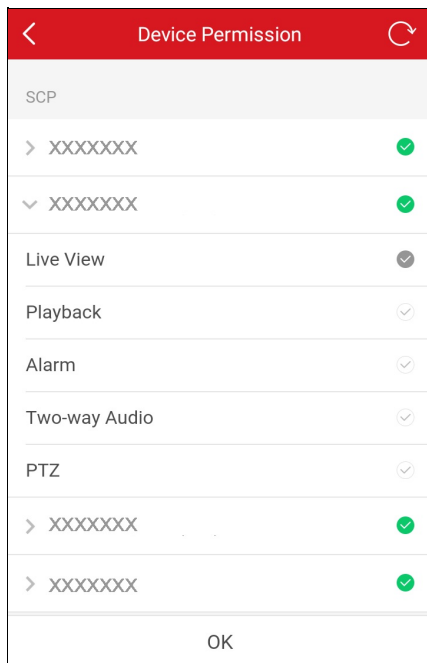 Device Permission
SCP
XXXXXXX
XXXXXXX
Live View
Playback
Alarm
Two-way Audio
PTZ
XXXXXXX
XXXXXXX
OK